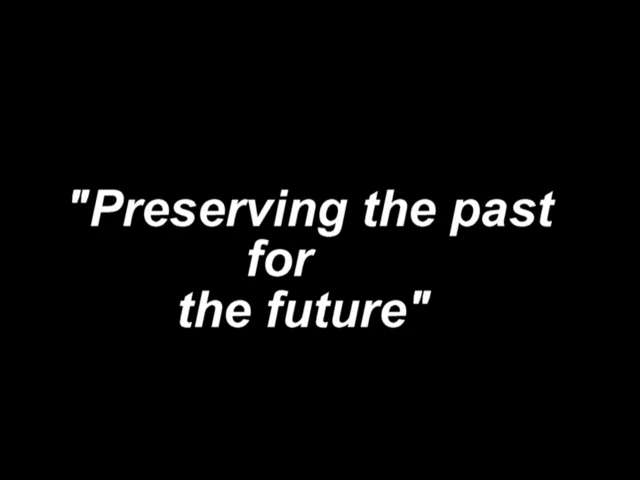 "Preserving the past
for
the future"